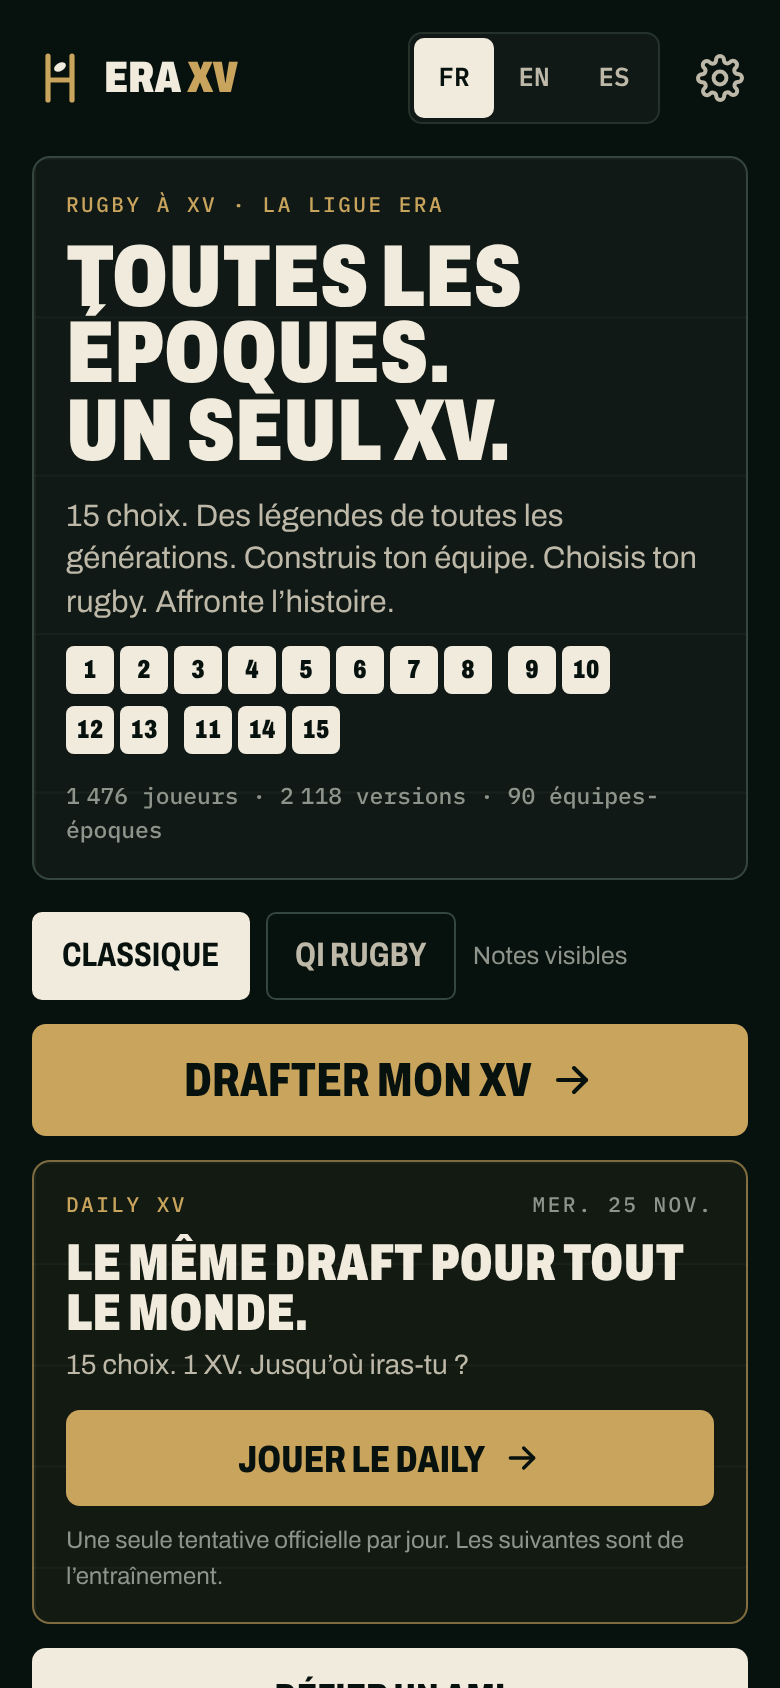 ERA XV
FR EN ES
RUGBY À XV · LA LIGUE ERA
TOUTES LES
ÉPOQUES.
UN SEUL XV.
15 choix. Des légendes de toutes les
générations. Construis ton équipe. Choisis ton
rugby. Affronte l’histoire.
1 2 3 4 5 6 7 8 9 10
12 13 11 14 15
1 476 joueurs · 2 118 versions · 90 équipes-
époques
CLASSIQUE QI RUGBY Notes visibles
DRAFTER MON XV →
DAILY XV MER. 25 NOV.
LE MÊME DRAFT POUR TOUT
LE MONDE.
15 choix. 1 XV. Jusqu’où iras-tu ?
JOUER LE DAILY →
Une seule tentative officielle par jour. Les suivantes sont de
l’entraînement.
DÉFIER UN AMI